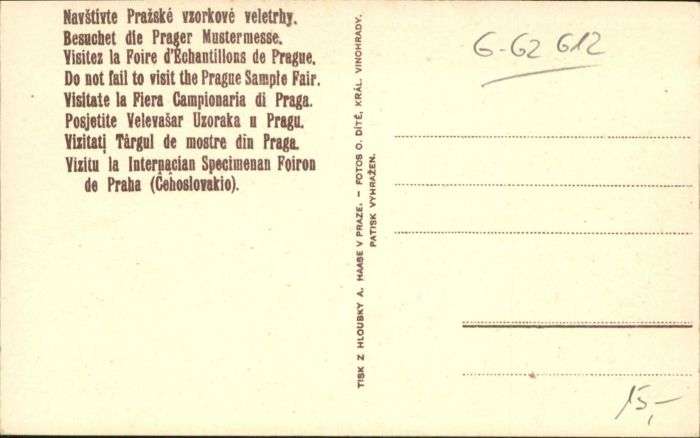 Navštivte Pražské vzorkové veletrhy.
Besuchet die Prager Mustermesse.
Visitez la Foire d'Échantillons de Prague.
Do not fail to visit the Prague Sample Fair.
Visitate la Fiera Campionaria di Praga.
Posjetite Velevašar Uzoraka u Pragu.
Vizitați Târgul de mostre din Praga.
Vizitu la Internacian Specimenan Foiron
de Praha (Ĉehoslovakio).
TISK Z HLOUBKY A. HAASE V PRAZE. – FOTOS O. DÍTĚ, KRÁL. VINOHRADY.
PATISK VYHRAŽEN.
G-62 612
15,-